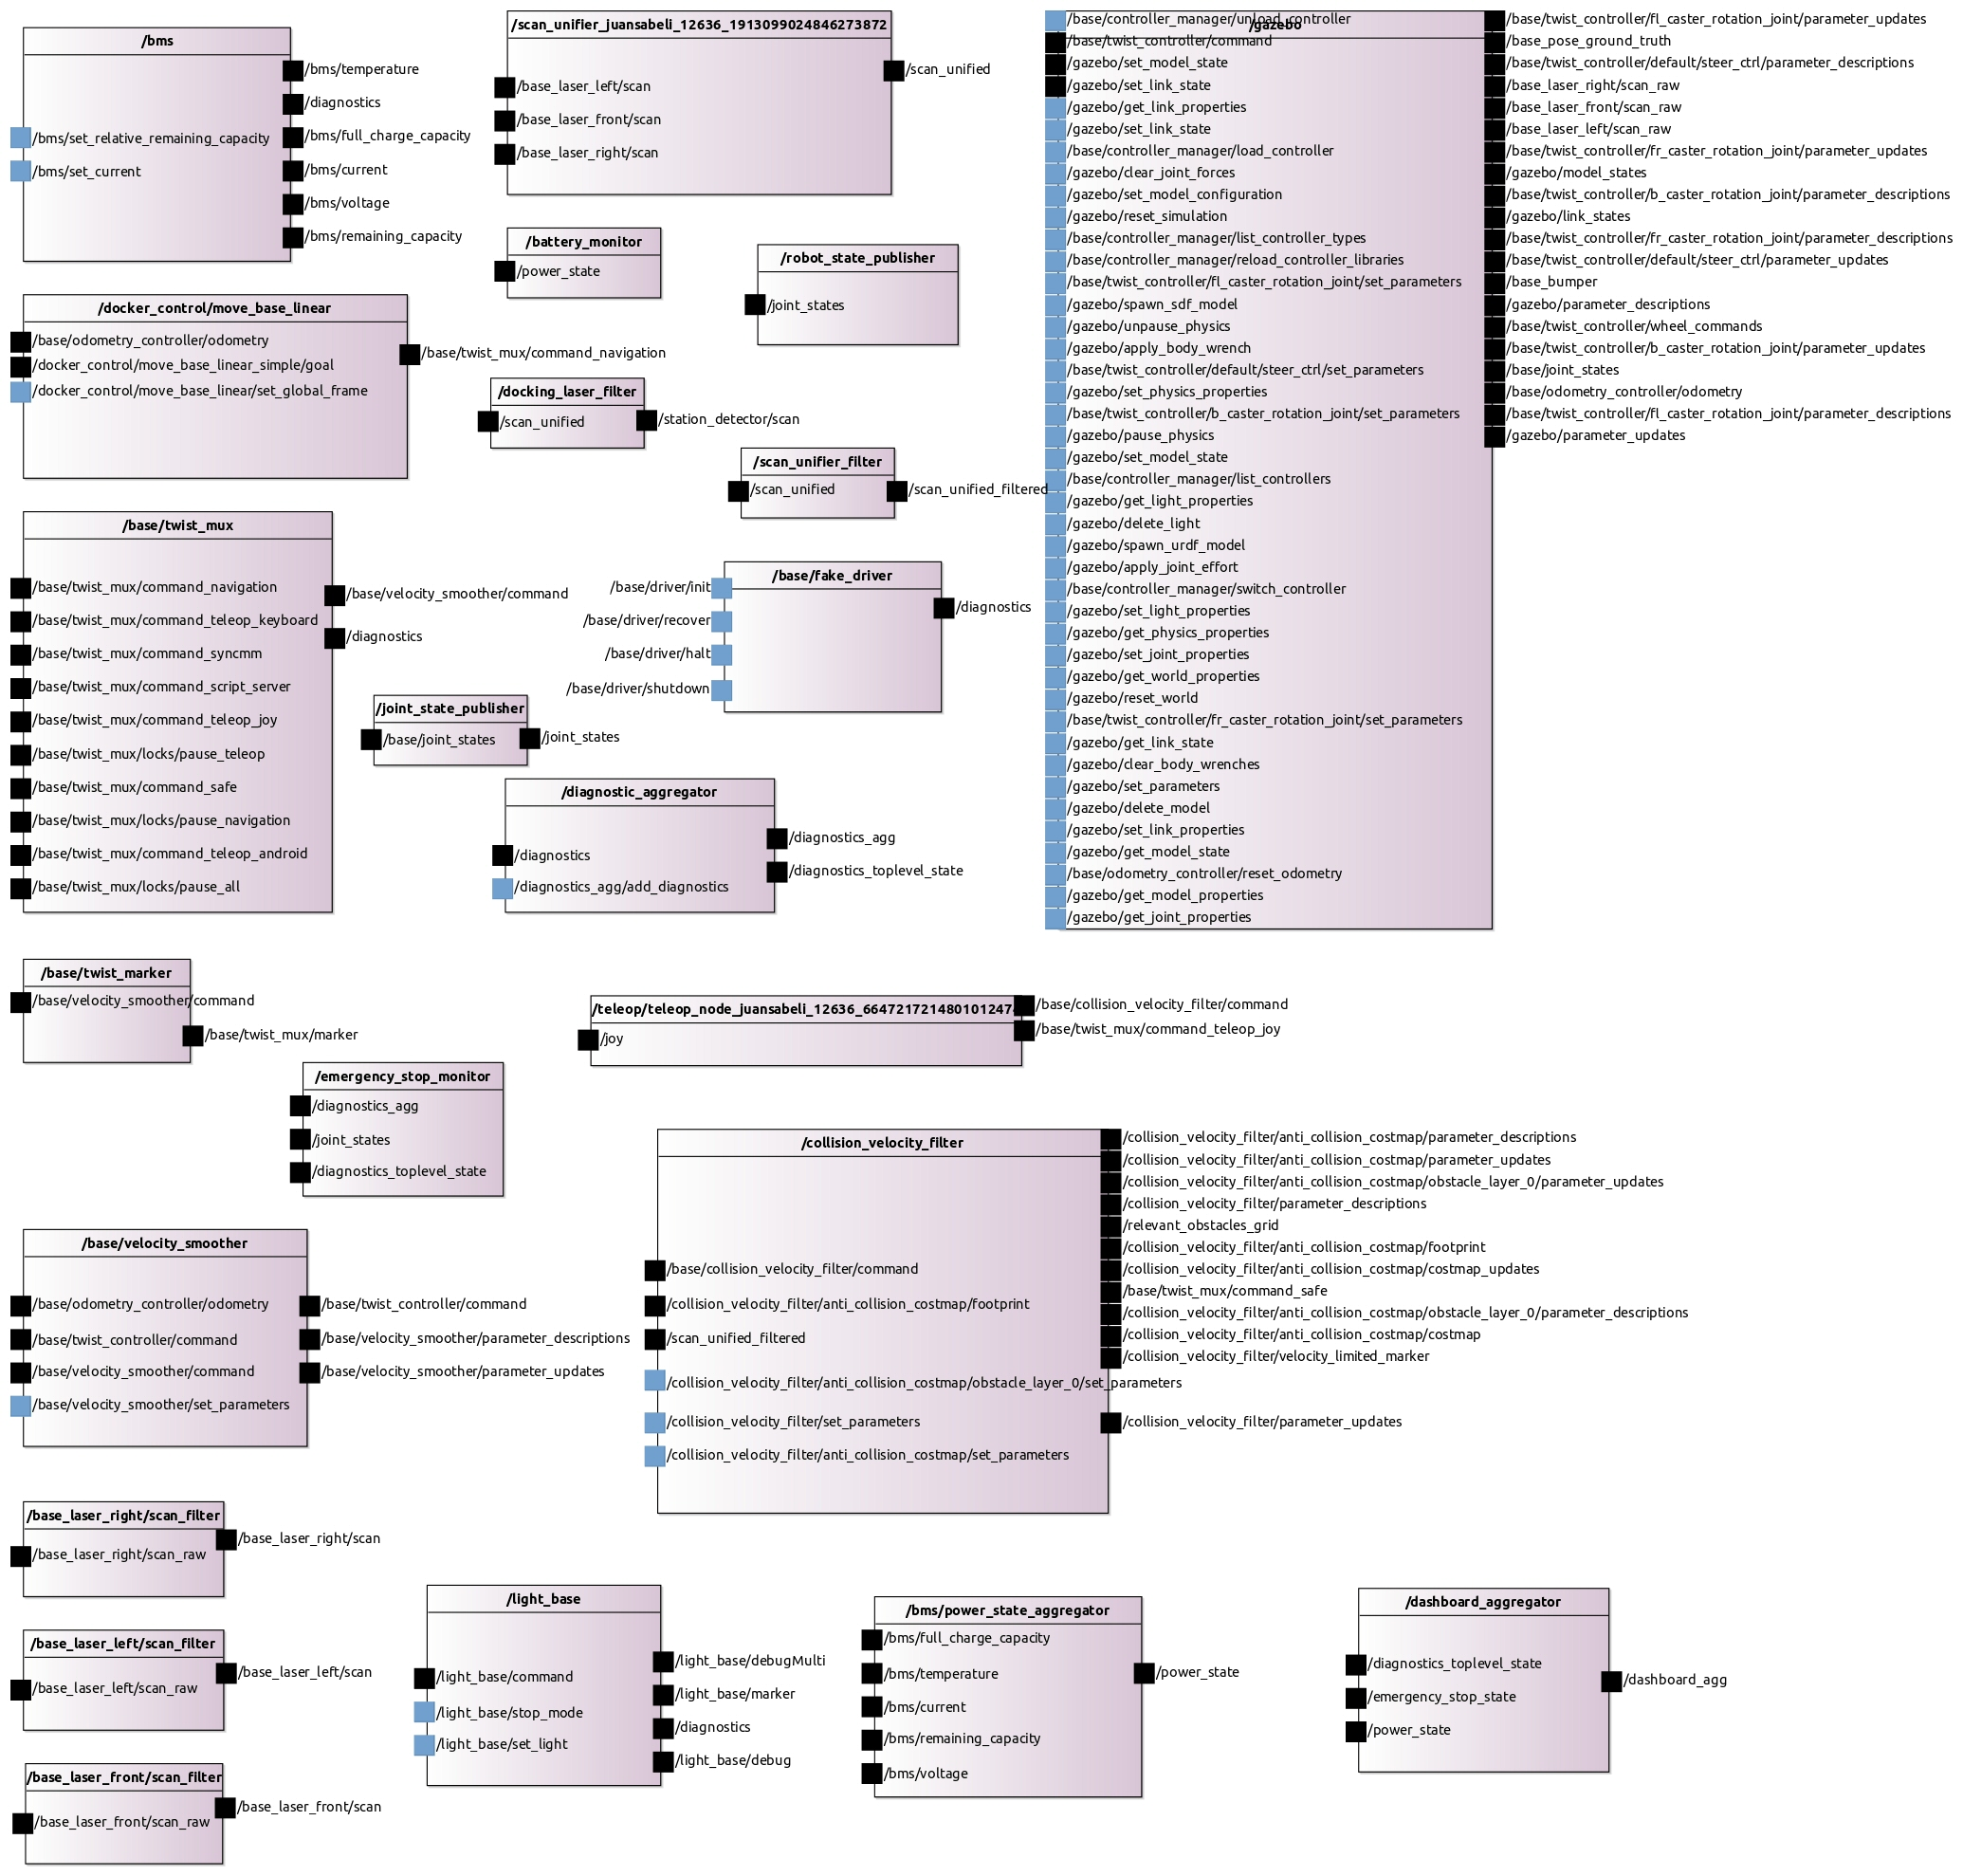 /bms
/bms/temperature
/diagnostics
/bms/set_relative_remaining_capacity
/bms/full_charge_capacity
/bms/set_current
/bms/current
/bms/voltage
/bms/remaining_capacity
/scan_unifier_juansabeli_12636_1913099024846273872
/scan_unified
/base_laser_left/scan
/base_laser_front/scan
/base_laser_right/scan
/battery_monitor
/power_state
/robot_state_publisher
/joint_states
/docker_control/move_base_linear
/base/odometry_controller/odometry
/base/twist_mux/command_navigation
/docker_control/move_base_linear_simple/goal
/docker_control/move_base_linear/set_global_frame
/docking_laser_filter
/scan_unified
/station_detector/scan
/scan_unifier_filter
/scan_unified
/scan_unified_filtered
/base/twist_mux
/base/twist_mux/command_navigation
/base/velocity_smoother/command
/base/twist_mux/command_teleop_keyboard
/diagnostics
/base/twist_mux/command_syncmm
/base/twist_mux/command_script_server
/base/twist_mux/command_teleop_joy
/base/twist_mux/locks/pause_teleop
/base/twist_mux/command_safe
/base/twist_mux/locks/pause_navigation
/base/twist_mux/command_teleop_android
/base/twist_mux/locks/pause_all
/base/fake_driver
/base/driver/init
/diagnostics
/base/driver/recover
/base/driver/halt
/base/driver/shutdown
/joint_state_publisher
/base/joint_states
/joint_states
/diagnostic_aggregator
/diagnostics_agg
/diagnostics
/diagnostics_toplevel_state
/diagnostics_agg/add_diagnostics
/gazebo
/base/controller_manager/unload_controller
/base/twist_controller/command
/gazebo/set_model_state
/gazebo/set_link_state
/gazebo/get_link_properties
/gazebo/set_link_state
/base/controller_manager/load_controller
/gazebo/clear_joint_forces
/gazebo/set_model_configuration
/gazebo/reset_simulation
/base/controller_manager/list_controller_types
/base/controller_manager/reload_controller_libraries
/base/twist_controller/fl_caster_rotation_joint/set_parameters
/gazebo/spawn_sdf_model
/gazebo/unpause_physics
/gazebo/apply_body_wrench
/base/twist_controller/default/steer_ctrl/set_parameters
/gazebo/set_physics_properties
/base/twist_controller/b_caster_rotation_joint/set_parameters
/gazebo/pause_physics
/gazebo/set_model_state
/base/controller_manager/list_controllers
/gazebo/get_light_properties
/gazebo/delete_light
/gazebo/spawn_urdf_model
/gazebo/apply_joint_effort
/base/controller_manager/switch_controller
/gazebo/set_light_properties
/gazebo/get_physics_properties
/gazebo/set_joint_properties
/gazebo/get_world_properties
/gazebo/reset_world
/base/twist_controller/fr_caster_rotation_joint/set_parameters
/gazebo/get_link_state
/gazebo/clear_body_wrenches
/gazebo/set_parameters
/gazebo/delete_model
/gazebo/set_link_properties
/gazebo/get_model_state
/base/odometry_controller/reset_odometry
/gazebo/get_model_properties
/gazebo/get_joint_properties
/base/twist_controller/fl_caster_rotation_joint/parameter_updates
/base_pose_ground_truth
/base/twist_controller/default/steer_ctrl/parameter_descriptions
/base_laser_right/scan_raw
/base_laser_front/scan_raw
/base_laser_left/scan_raw
/base/twist_controller/fr_caster_rotation_joint/parameter_updates
/gazebo/model_states
/base/twist_controller/b_caster_rotation_joint/parameter_descriptions
/gazebo/link_states
/base/twist_controller/fr_caster_rotation_joint/parameter_descriptions
/base/twist_controller/default/steer_ctrl/parameter_updates
/base_bumper
/gazebo/parameter_descriptions
/base/twist_controller/wheel_commands
/base/twist_controller/b_caster_rotation_joint/parameter_updates
/base/joint_states
/base/odometry_controller/odometry
/base/twist_controller/fl_caster_rotation_joint/parameter_descriptions
/gazebo/parameter_updates
/base/twist_marker
/base/velocity_smoother/command
/base/twist_mux/marker
/teleop/teleop_node_juansabeli_12636_664721721480101247
/base/collision_velocity_filter/command
/base/twist_mux/command_teleop_joy
/joy
/emergency_stop_monitor
/diagnostics_agg
/joint_states
/diagnostics_toplevel_state
/collision_velocity_filter
/base/collision_velocity_filter/command
/collision_velocity_filter/anti_collision_costmap/footprint
/scan_unified_filtered
/collision_velocity_filter/anti_collision_costmap/obstacle_layer_0/set_parameters
/collision_velocity_filter/set_parameters
/collision_velocity_filter/anti_collision_costmap/set_parameters
/collision_velocity_filter/anti_collision_costmap/parameter_descriptions
/collision_velocity_filter/anti_collision_costmap/parameter_updates
/collision_velocity_filter/anti_collision_costmap/obstacle_layer_0/parameter_updates
/collision_velocity_filter/parameter_descriptions
/relevant_obstacles_grid
/collision_velocity_filter/anti_collision_costmap/footprint
/collision_velocity_filter/anti_collision_costmap/costmap_updates
/base/twist_mux/command_safe
/collision_velocity_filter/anti_collision_costmap/obstacle_layer_0/parameter_descriptions
/collision_velocity_filter/anti_collision_costmap/costmap
/collision_velocity_filter/velocity_limited_marker
/collision_velocity_filter/parameter_updates
/base/velocity_smoother
/base/odometry_controller/odometry
/base/twist_controller/command
/base/twist_controller/command
/base/velocity_smoother/parameter_descriptions
/base/velocity_smoother/command
/base/velocity_smoother/parameter_updates
/base/velocity_smoother/set_parameters
/base_laser_right/scan_filter
/base_laser_right/scan
/base_laser_right/scan_raw
/base_laser_left/scan_filter
/base_laser_left/scan
/base_laser_left/scan_raw
/base_laser_front/scan_filter
/base_laser_front/scan
/base_laser_front/scan_raw
/light_base
/light_base/debugMulti
/light_base/command
/light_base/marker
/light_base/stop_mode
/diagnostics
/light_base/set_light
/light_base/debug
/bms/power_state_aggregator
/bms/full_charge_capacity
/bms/temperature
/power_state
/bms/current
/bms/remaining_capacity
/bms/voltage
/dashboard_aggregator
/diagnostics_toplevel_state
/dashboard_agg
/emergency_stop_state
/power_state